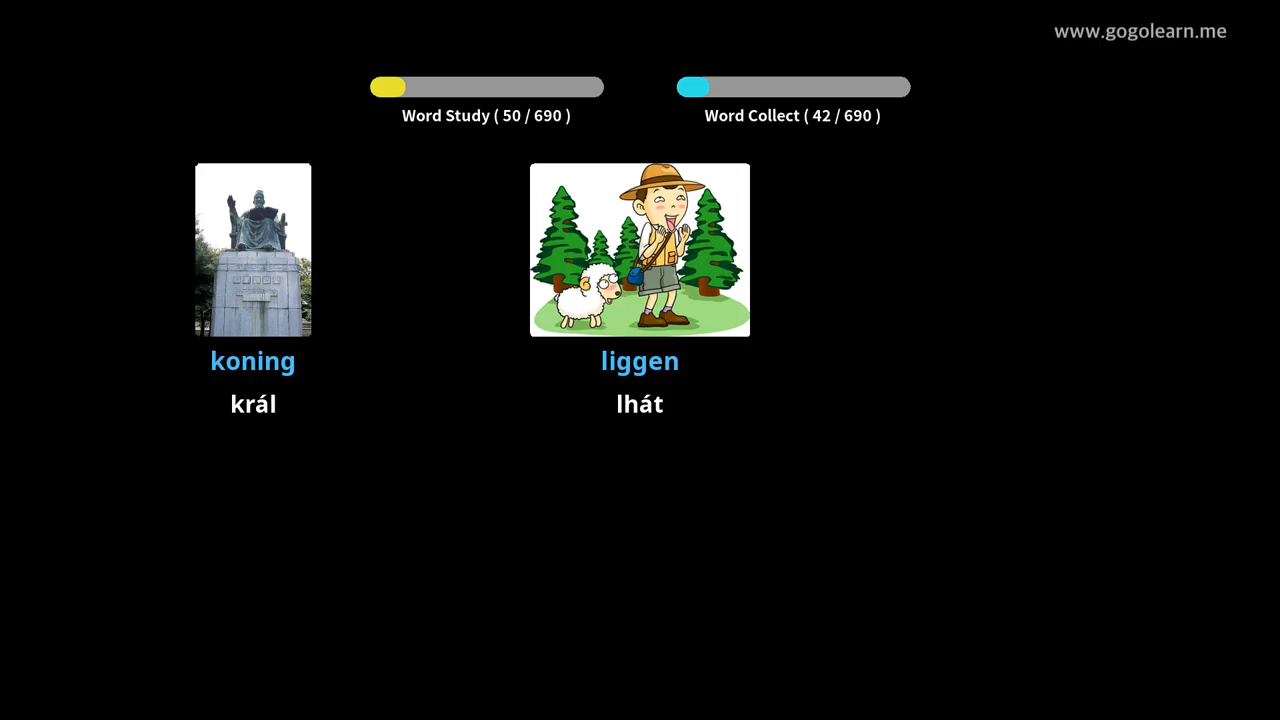 www.gogolearn.me
Word Study ( 50 / 690 )
Word Collect ( 42 / 690 )
koning
král
liggen
lhát